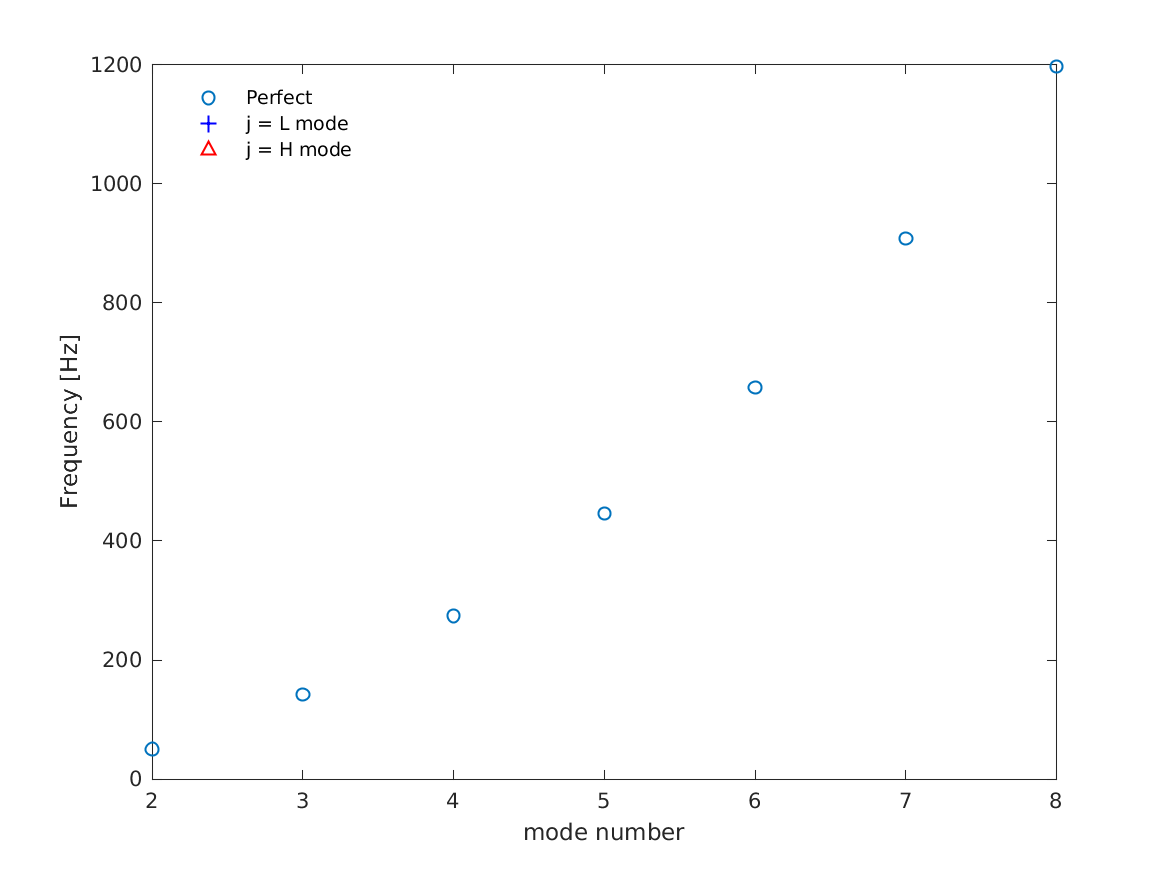 1200
1000
800
600
400
200
0
Frequency [Hz]
Perfect
j = L mode
j = H mode
2 3 4 5 6 7 8
mode number